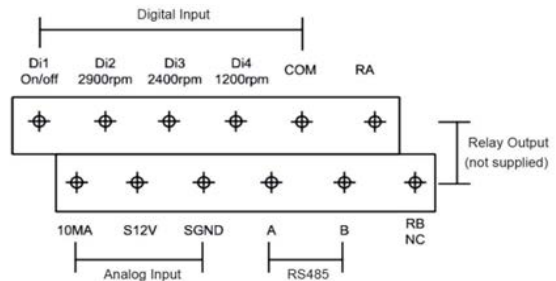 Digital Input
Di1 Di2 Di3 Di4 COM RA
On/off 2900rpm 2400rpm 1200rpm
Relay Output
(not supplied)
10MA S12V SGND A B RB
NC
Analog Input RS485